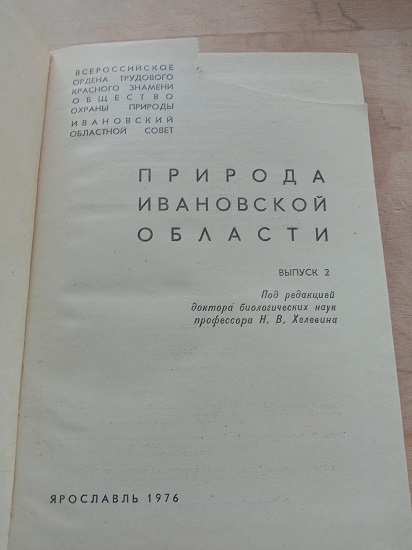 ВСЕРОССИЙСКОЕ
ОРДЕНА ТРУДОВОГО
КРАСНОГО ЗНАМЕНИ
ОБЩЕСТВО
ОХРАНЫ ПРИРОДЫ
ИВАНОВСКИЙ
ОБЛАСТНОЙ СОВЕТ
ПРИРОДА
ИВАНОВСКОЙ
ОБЛАСТИ
ВЫПУСК 2
Под редакцией
доктора биологических наук
профессора Н. В. Хелевина
ЯРОСЛАВЛЬ 1976